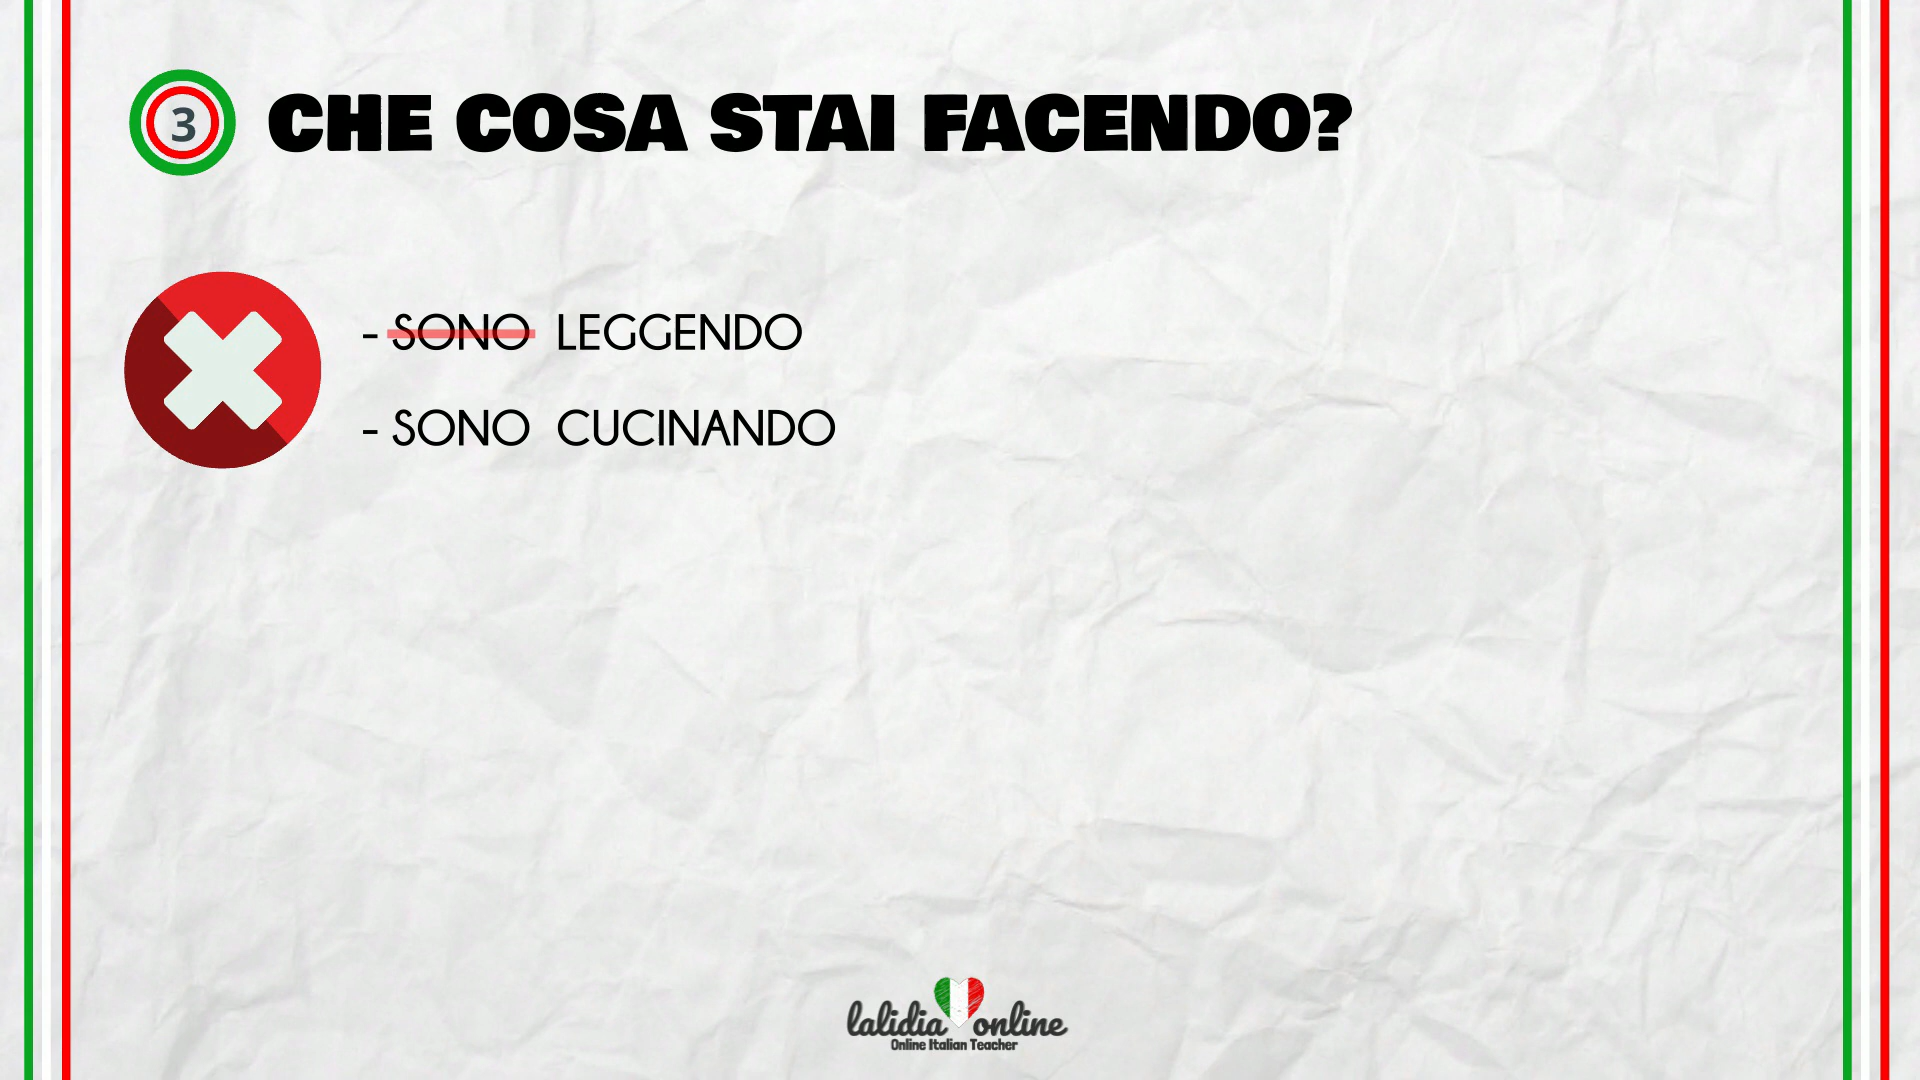 3 CHE COSA STAI FACENDO?
- SONO LEGGENDO
- SONO CUCINANDO
lalidia online
Online Italian Teacher